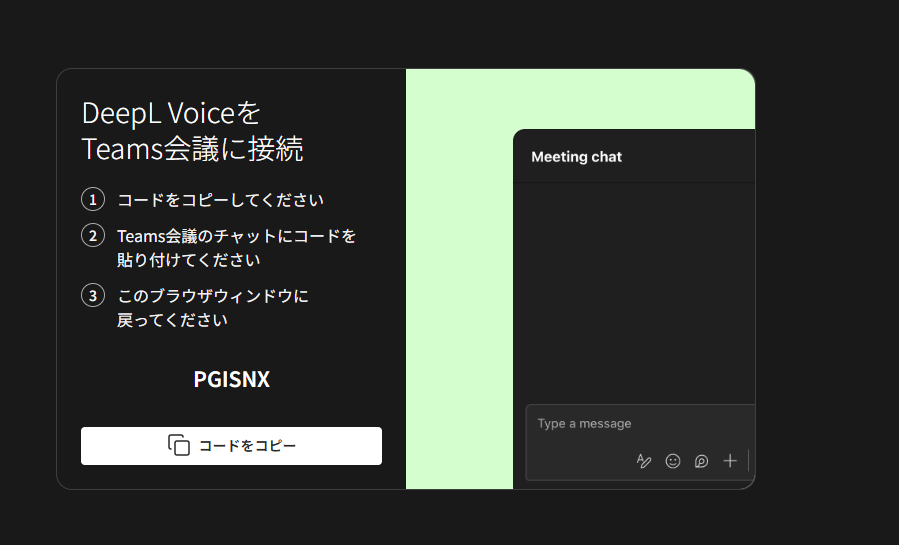 DeepL Voiceを
Teams会議に接続
1 コードをコピーしてください
2 Teams会議のチャットにコードを
貼り付けてください
3 このブラウザウィンドウに
戻ってください
PGISNX
コードをコピー
Meeting chat
Type a message